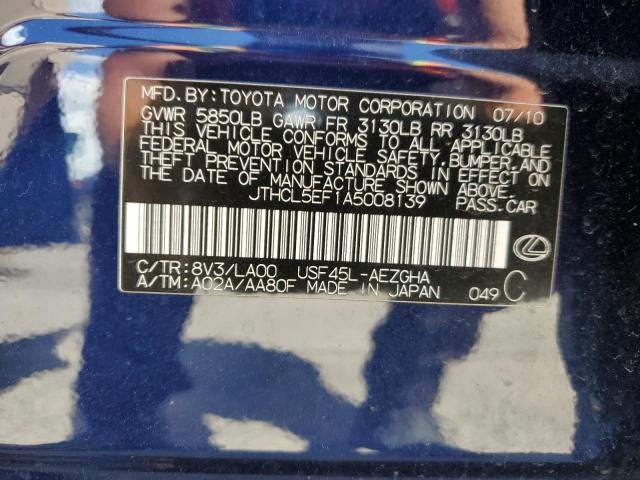 MFD. BY: TOYOTA MOTOR CORPORATION 07/10
GVWR 5850LB GAWR FR 3130LB RR 3130LB
THIS VEHICLE CONFORMS TO ALL APPLICABLE
FEDERAL MOTOR VEHICLE SAFETY, BUMPER, AND
THEFT PREVENTION STANDARDS IN EFFECT ON
THE DATE OF MANUFACTURE SHOWN ABOVE.
JTHCL5EF1A5008139 PASS.CAR
C/TR: 8V3/LA00 USF45L-AEZGHA
A/TM: A02A/AA80F MADE IN JAPAN 049 C